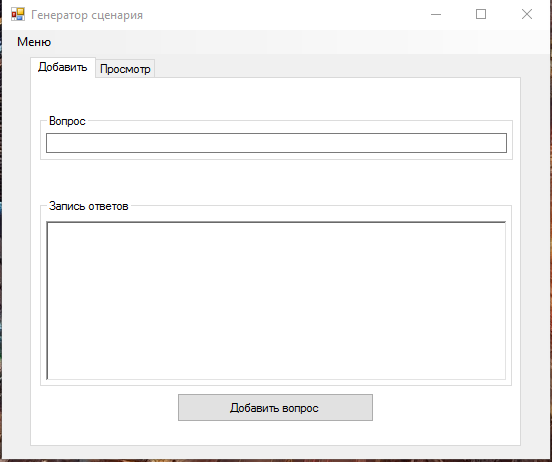 Генератор сценария
Меню
Добавить
Просмотр
Вопрос
Запись ответов
Добавить вопрос